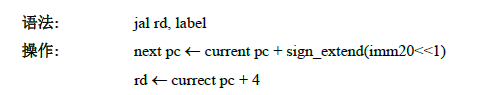 语法: jal rd, label
操作: next pc ← current pc + sign_extend(imm20<<1)
rd ← currect pc + 4